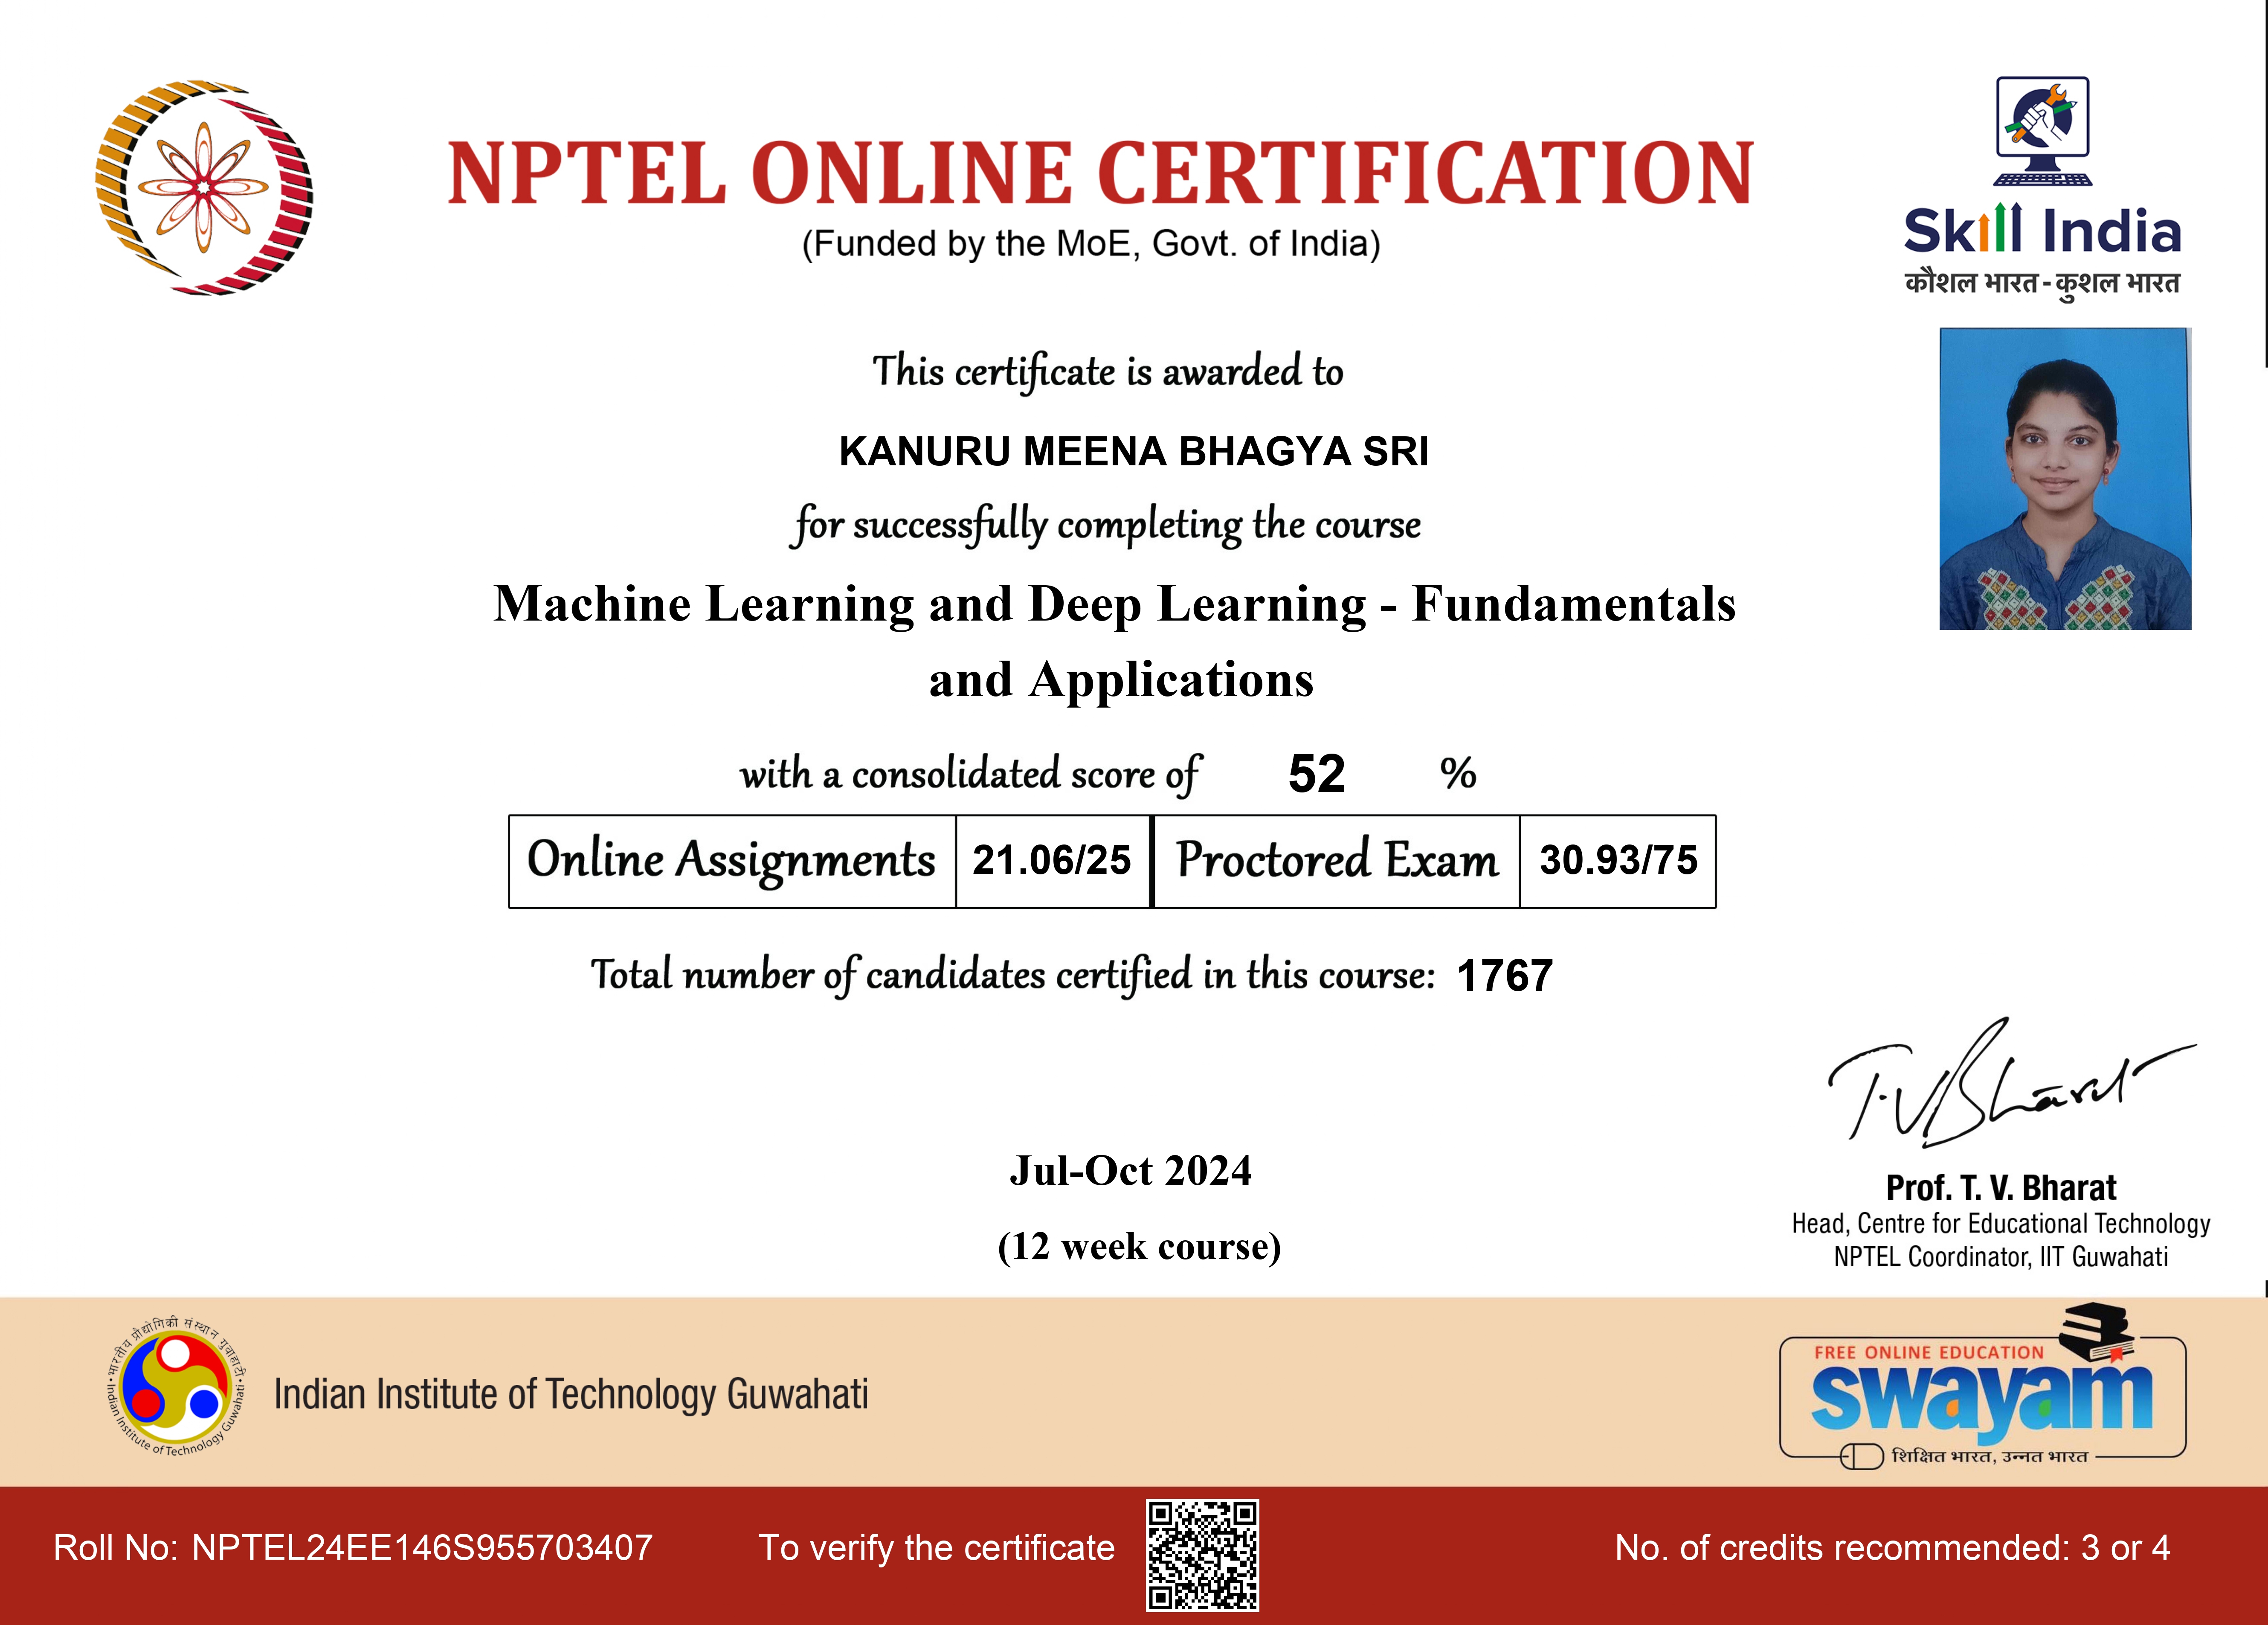 NPTEL ONLINE CERTIFICATION
(Funded by the MoE, Govt. of India)
Skill India
कौशल भारत - कुशल भारत
This certificate is awarded to
KANURU MEENA BHAGYA SRI
for successfully completing the course
Machine Learning and Deep Learning - Fundamentals
and Applications
with a consolidated score of 52 %
Online Assignments 21.06/25 Proctored Exam 30.93/75
Total number of candidates certified in this course: 1767
T.V. Bharat
Jul-Oct 2024
(12 week course)
Prof. T. V. Bharat
Head, Centre for Educational Technology
NPTEL Coordinator, IIT Guwahati
भारतीय प्रौद्योगिकी संस्थान गुवाहाटी
Indian Institute of Technology Guwahati
Indian Institute of Technology Guwahati
FREE ONLINE EDUCATION
swayam
शिक्षित भारत, उन्नत भारत
Roll No: NPTEL24EE146S955703407 To verify the certificate No. of credits recommended: 3 or 4